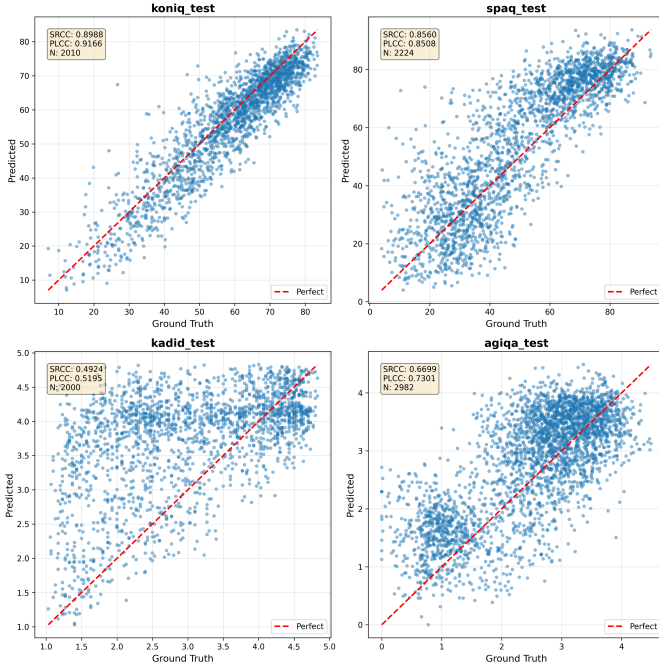 koniq_test
SRCC: 0.8988
PLCC: 0.9166
N: 2010
80
70
60
50
40
30
20
10
Predicted
10 20 30 40 50 60 70 80
Ground Truth
Perfect
spaq_test
SRCC: 0.8560
PLCC: 0.8508
N: 2224
80
60
40
20
0
Predicted
0 20 40 60 80
Ground Truth
Perfect
kadid_test
SRCC: 0.4924
PLCC: 0.5195
N: 2000
5.0
4.5
4.0
3.5
3.0
2.5
2.0
1.5
1.0
Predicted
1.0 1.5 2.0 2.5 3.0 3.5 4.0 4.5 5.0
Ground Truth
Perfect
agiqa_test
SRCC: 0.6699
PLCC: 0.7301
N: 2982
4
3
2
1
0
Predicted
0 1 2 3 4
Ground Truth
Perfect